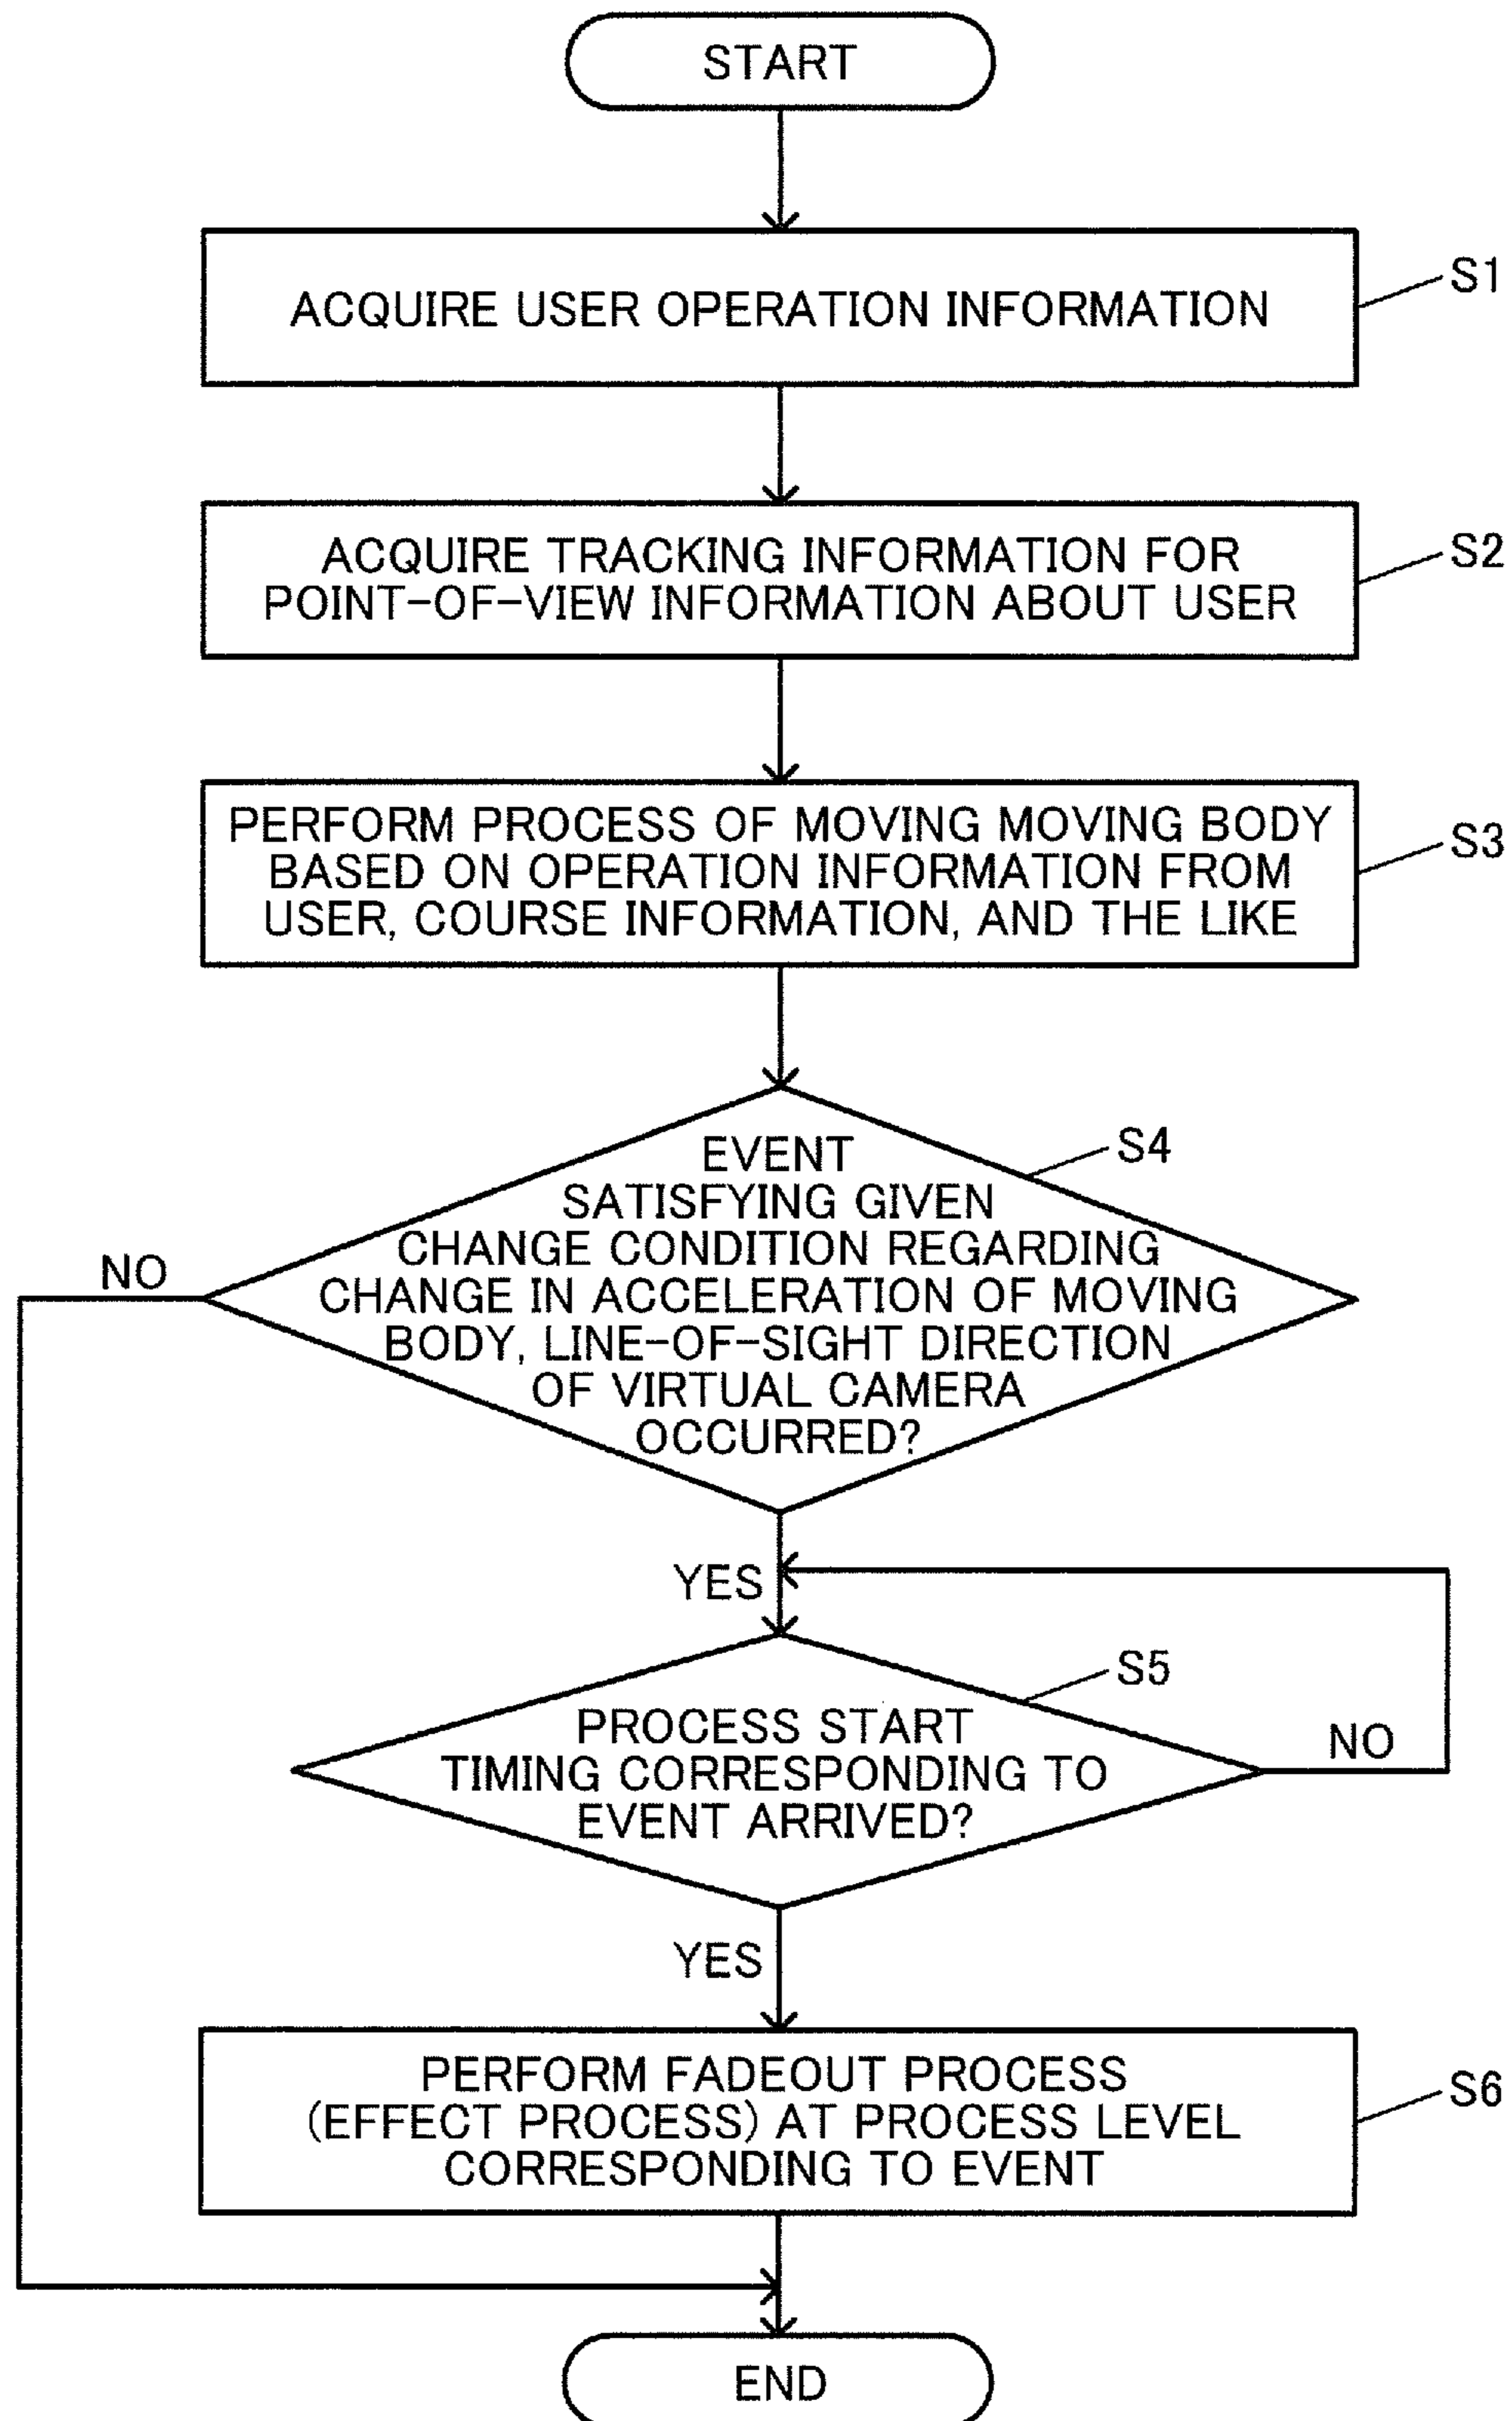 START
ACQUIRE USER OPERATION INFORMATION
S1
ACQUIRE TRACKING INFORMATION FOR
POINT-OF-VIEW INFORMATION ABOUT USER
S2
PERFORM PROCESS OF MOVING MOVING BODY
BASED ON OPERATION INFORMATION FROM
USER, COURSE INFORMATION, AND THE LIKE
S3
EVENT
SATISFYING GIVEN
CHANGE CONDITION REGARDING
CHANGE IN ACCELERATION OF MOVING
BODY, LINE-OF-SIGHT DIRECTION
OF VIRTUAL CAMERA
OCCURRED?
S4
NO
YES
PROCESS START
TIMING CORRESPONDING TO
EVENT ARRIVED?
S5
NO
YES
PERFORM FADEOUT PROCESS
(EFFECT PROCESS) AT PROCESS LEVEL
CORRESPONDING TO EVENT
S6
END